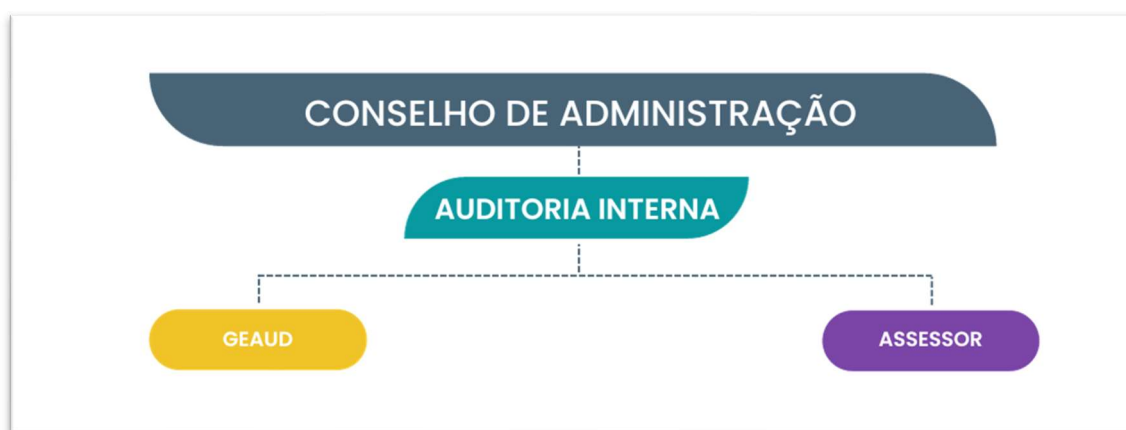 CONSELHO DE ADMINISTRAÇÃO
AUDITORIA INTERNA
GEAUD
ASSESSOR